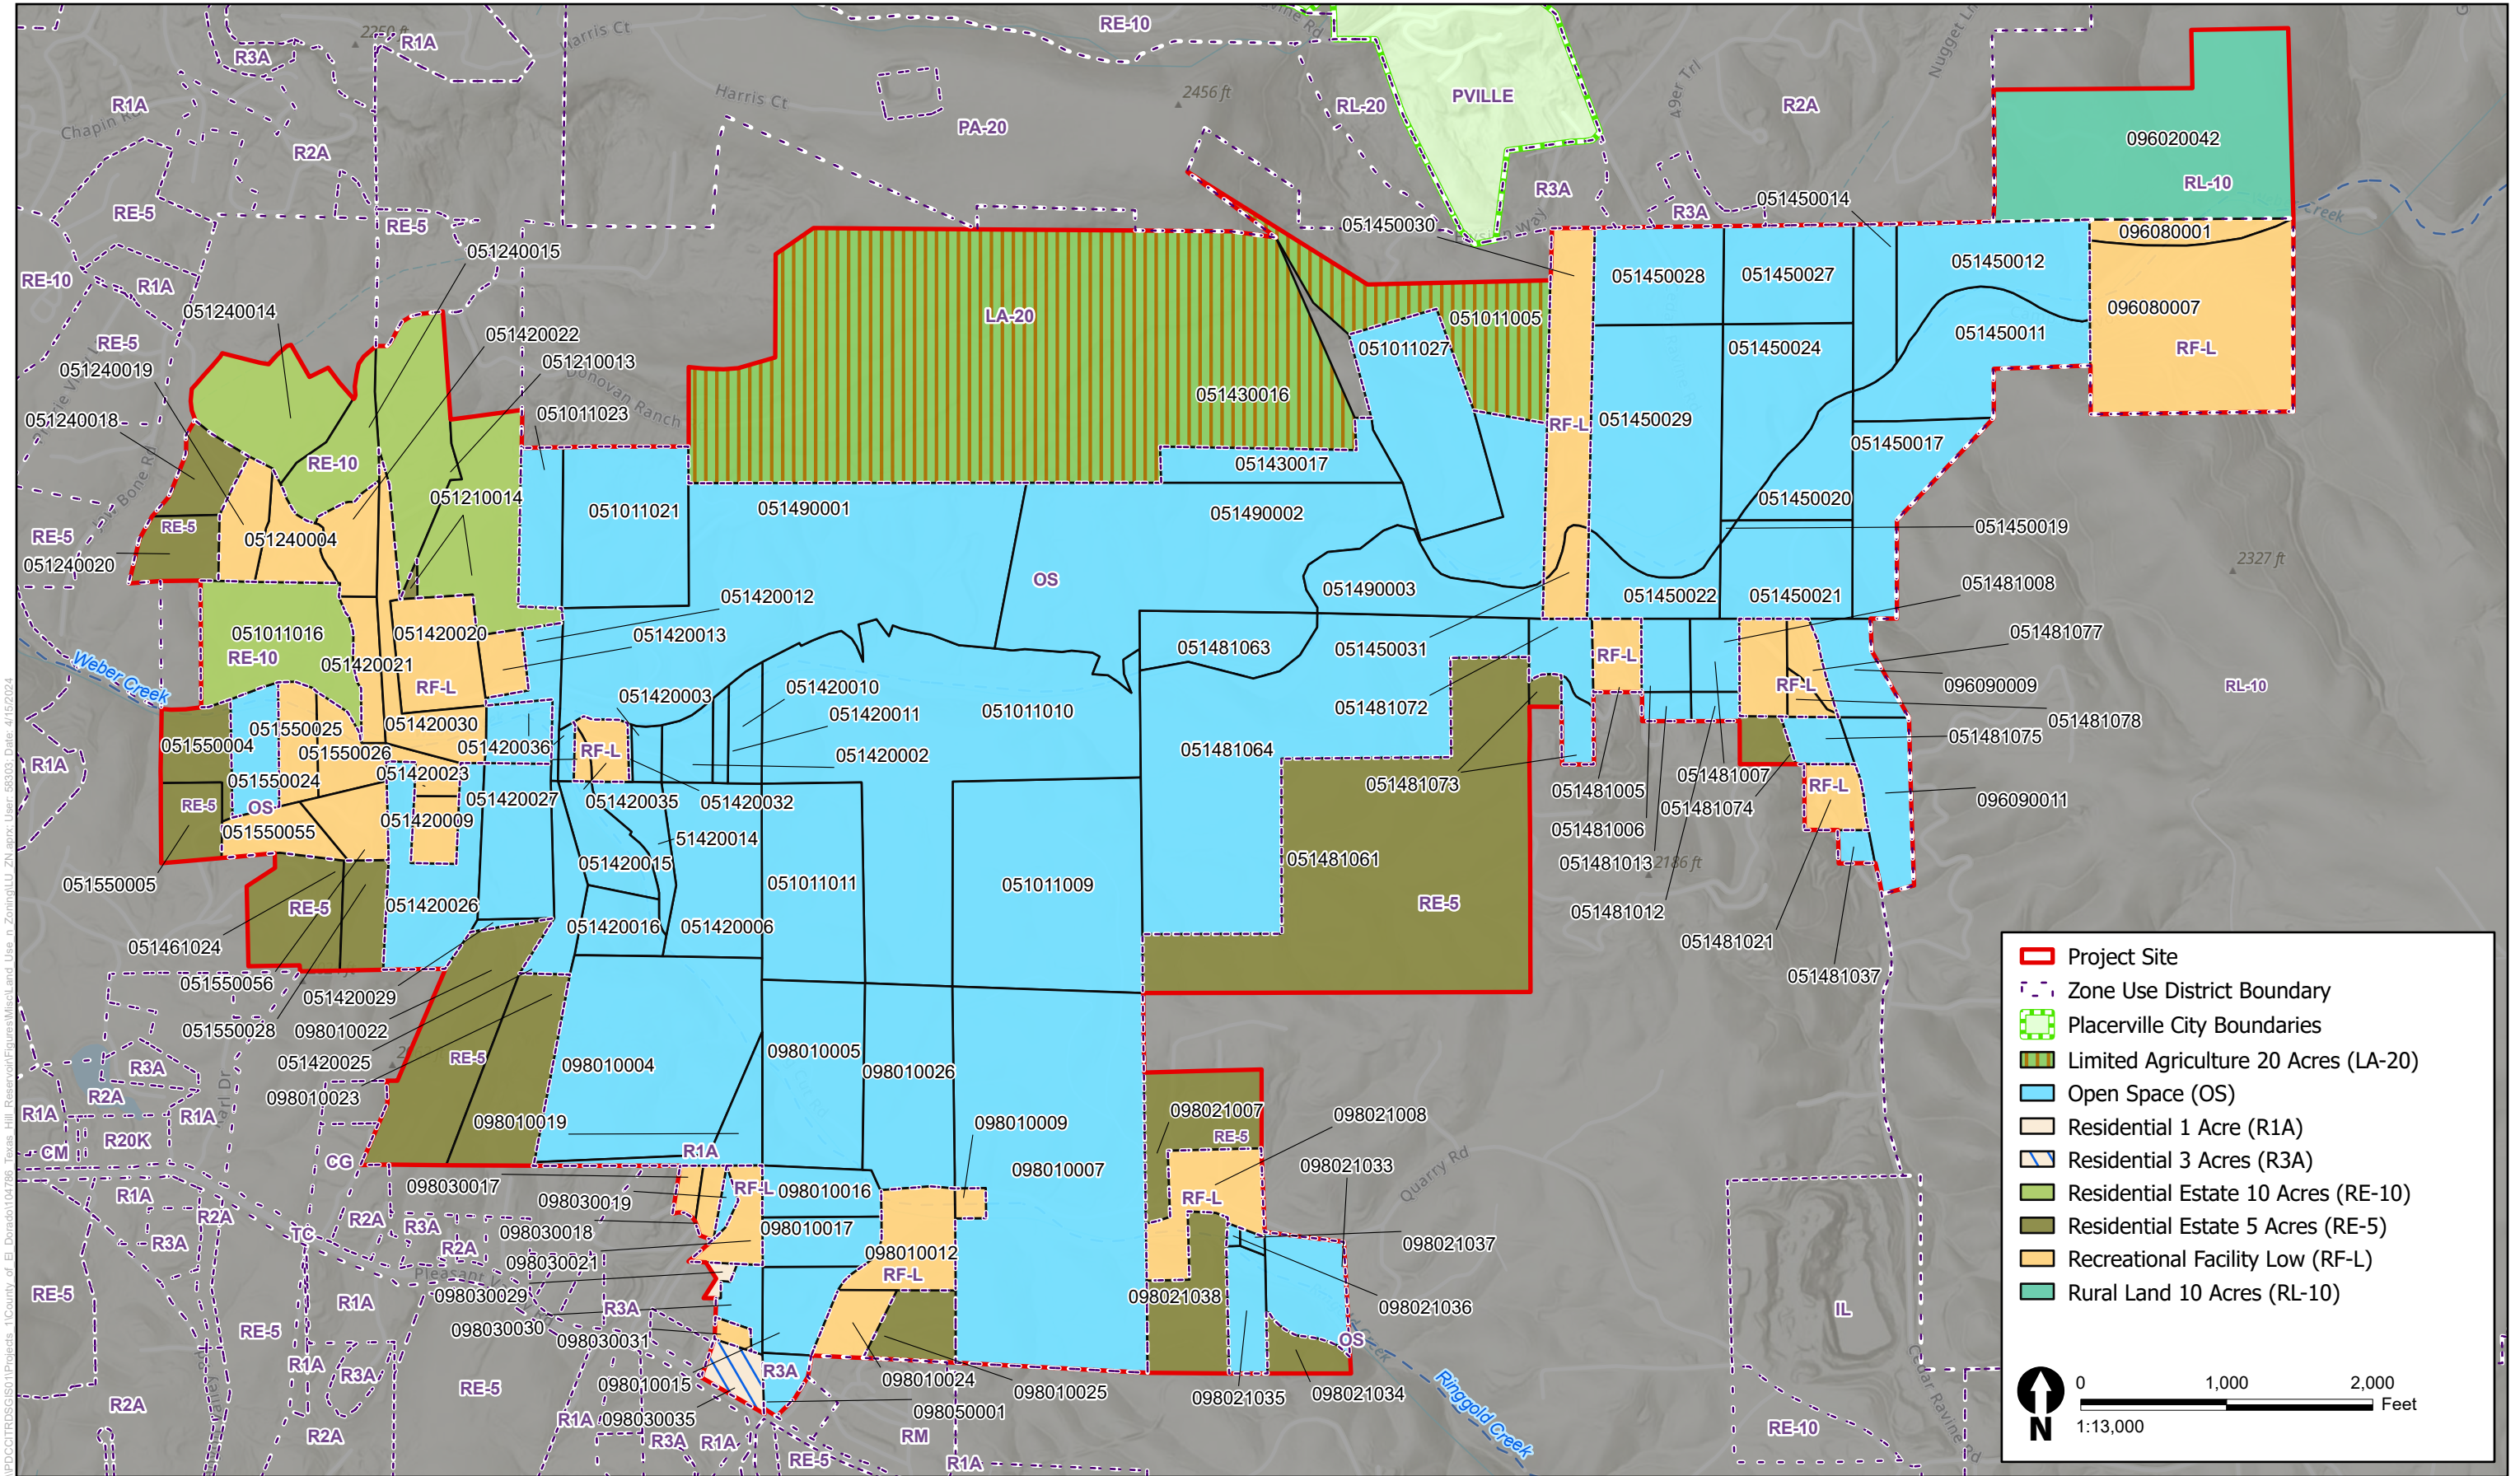 2250 ft
R1A
Harris Ct
RE-10
R3A
Nugget Ln
R1A
Chapin Rd
Harris Ct
2456 ft
RL-20
PVILLE
49er Trl
R2A
PA-20
R2A
096020042
RL-10
RE-5
R3A
R3A
051450014
RE-5
051450030
Creek
096080001
051240015
RE-10
R1A
051450028
051450027
051450012
051240014
LA-20
051011005
096080007
051420022
RE-5
051450011
051011027
051450024
RF-L
051240019
051210013
Donovan Ranch
051430016
051240018
051011023
RF-L
051450029
051450017
RE-10
051430017
051210014
051011021
051490001
051490002
051450020
051450019
RE-5
RE-5
051240004
2327 ft
051240020
OS
051420012
051490003
051450022
051450021
051481008
051011016
051420020
051420013
051481077
RE-10
051420021
051481063
051450031
RF-L
Weber Creek
RF-L
051420003
051420010
RF-L
096090009
RL-10
051550025
051420030
051420011
051011010
051481072
051481078
051550004
051550026
051420036
RF-L
051420002
051481064
051481075
R1A
051550024
051420023
051481073
051481007
RE-5
OS
051420027
051420035
051420032
051481005
051481074
RF-L
096090011
051550055
051420009
51420014
051481006
051420015
051481061
051481013
2186 ft
051550005
051011011
051011009
RE-5
051420026
RE-5
051481012
051461024
051420016
051420006
051481021
051550056
051420029
051481037
051550028
098010022
051420025
RE-5
098010004
098010005
098010026
R3A
098010023
R2A
098010019
098010009
098021007
098021008
R1A
R1A
RE-5
R20K
CM
CG
R1A
098010007
098021033
Quarry Rd
098030017
RF-L
098010016
RF-L
R1A
R2A
R2A
R3A
098030019
098010017
R3A
TC
R2A
098030018
098010012
098021037
098030021
RF-L
RE-5
098030029
098021038
R1A
R3A
098021036
098030030
RE-5
098030031
OS
IL
R1A
R3A
R3A
RE-5
098010015
098010024
098010025
098021035
098021034
R2A
098030035
098050001
Ringgold Creek
R1A
Cedar Ravine Rd
R2A
R3A
R1A
RM
RE-10
RE-5
R1A
Project Site
Zone Use District Boundary
Placerville City Boundaries
Limited Agriculture 20 Acres (LA-20)
Open Space (OS)
Residential 1 Acre (R1A)
Residential 3 Acres (R3A)
Residential Estate 10 Acres (RE-10)
Residential Estate 5 Acres (RE-5)
Recreational Facility Low (RF-L)
Rural Land 10 Acres (RL-10)
0 1,000 2,000
Feet
N
1:13,000